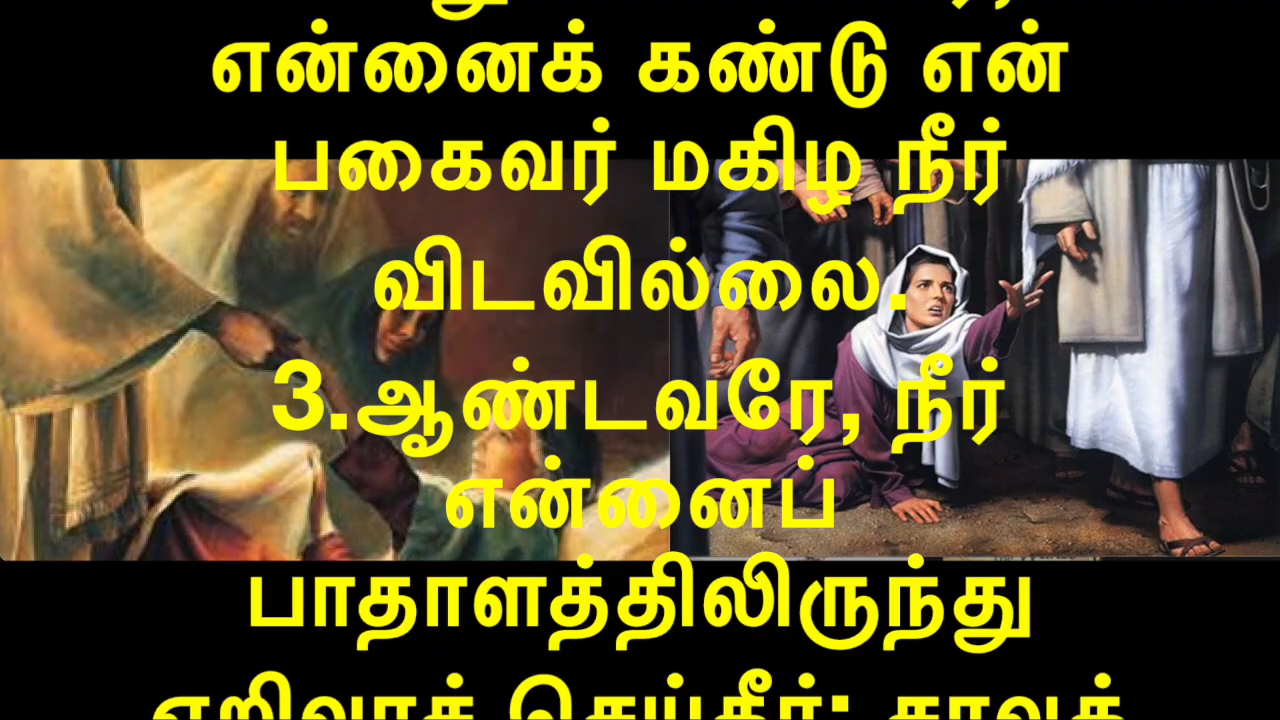 என்னைக் கண்டு என்
பகைவர் மகிழ நீர்
விடவில்லை.
3.ஆண்டவரே, நீர்
என்னைப்
பாதாளத்திலிருந்து